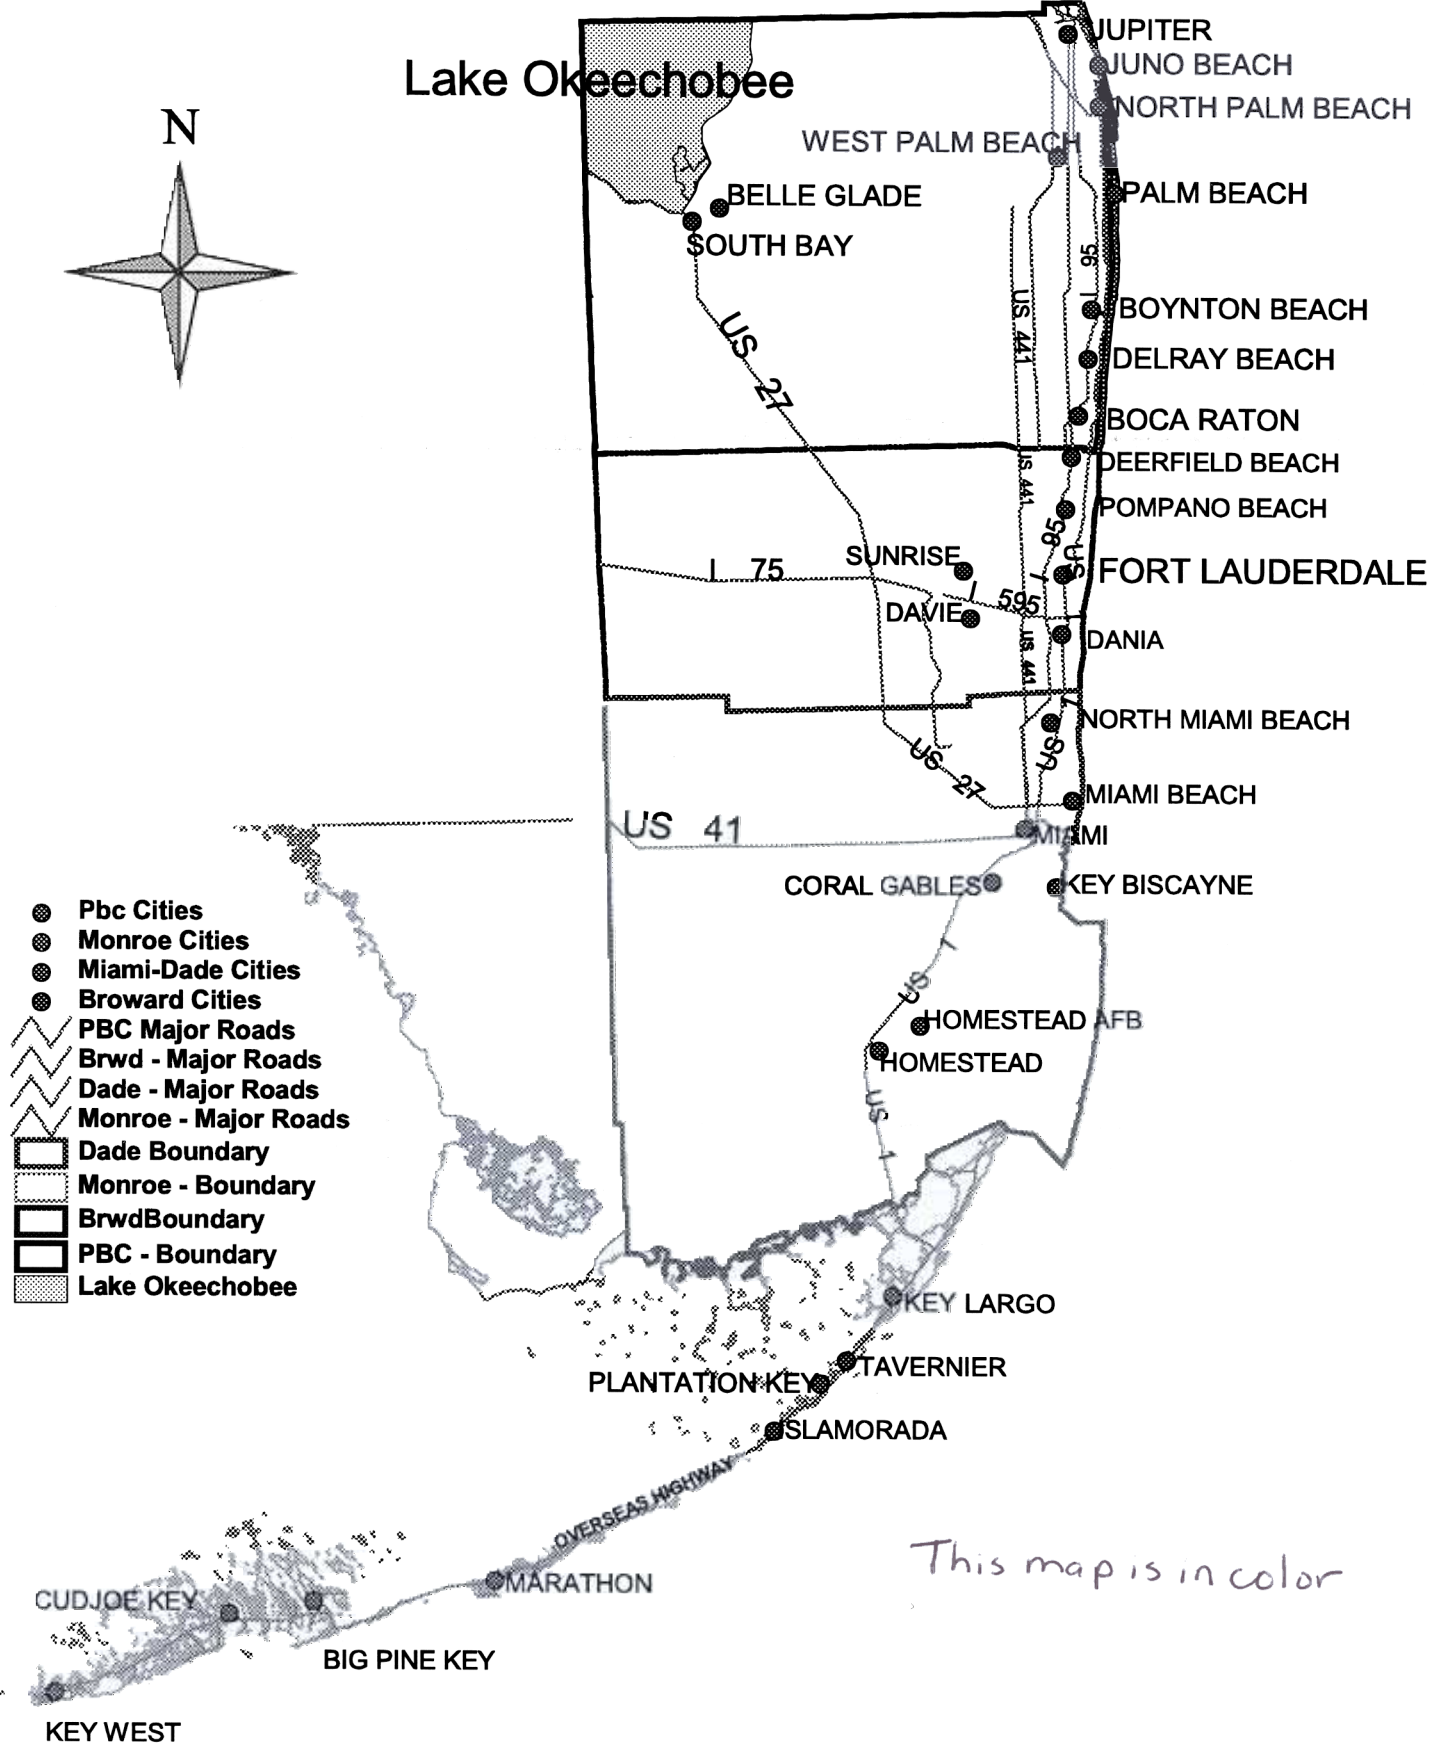 JUPITER
JUNO BEACH
Lake Okeechobee
NORTH PALM BEACH
N
WEST PALM BEACH
BELLE GLADE
PALM BEACH
SOUTH BAY
I 95
US 441
BOYNTON BEACH
US 27
DELRAY BEACH
BOCA RATON
DEERFIELD BEACH
US 441
POMPANO BEACH
I 95
SUNRISE
US 1
I 75
FORT LAUDERDALE
I 595
DAVIE
DANIA
US 441
NORTH MIAMI BEACH
US 1
US 27
MIAMI BEACH
US 41
MIAMI
CORAL GABLES
KEY BISCAYNE
Pbc Cities
Monroe Cities
Miami-Dade Cities
Broward Cities
PBC Major Roads
Brwd - Major Roads
Dade - Major Roads
Monroe - Major Roads
Dade Boundary
Monroe - Boundary
BrwdBoundary
PBC - Boundary
Lake Okeechobee
US 1
HOMESTEAD AFB
HOMESTEAD
US 1
KEY LARGO
TAVERNIER
PLANTATION KEY
ISLAMORADA
OVERSEAS HIGHWAY
This map is in color
MARATHON
CUDJOE KEY
BIG PINE KEY
KEY WEST